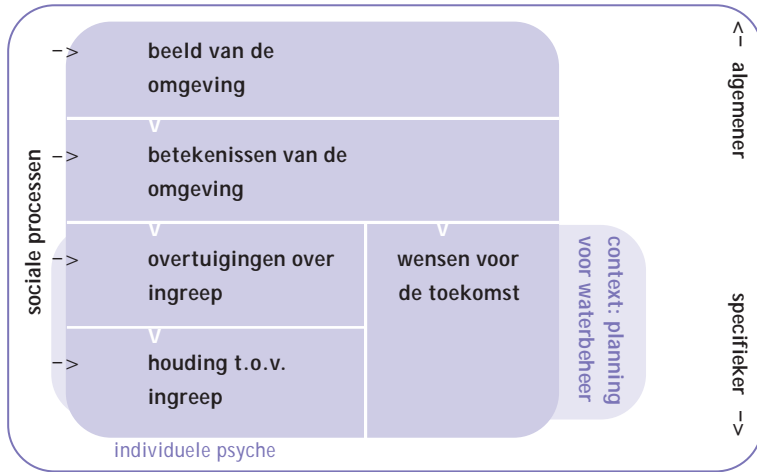 sociale processen
->
beeld van de
omgeving
v
->
betekenissen van de
omgeving
v
v
->
overtuigingen over
ingreep
wensen voor
de toekomst
v
->
houding t.o.v.
ingreep
individuele psyche
context: planning
voor waterbeheer
<- algemener
specifieker ->